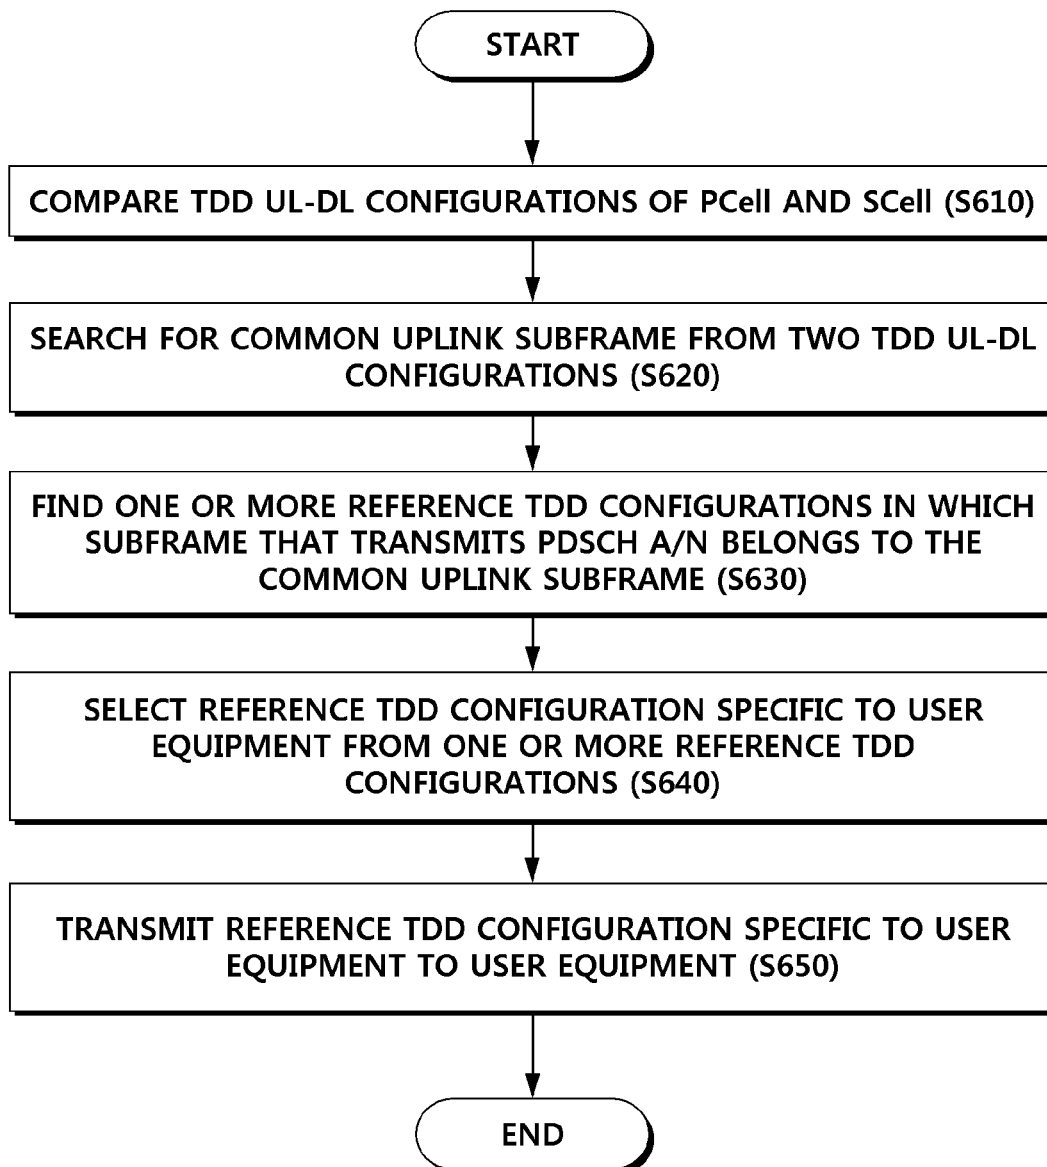 START
COMPARE TDD UL-DL CONFIGURATIONS OF PCell AND SCell (S610)
SEARCH FOR COMMON UPLINK SUBFRAME FROM TWO TDD UL-DL
CONFIGURATIONS (S620)
FIND ONE OR MORE REFERENCE TDD CONFIGURATIONS IN WHICH
SUBFRAME THAT TRANSMITS PDSCH A/N BELONGS TO THE
COMMON UPLINK SUBFRAME (S630)
SELECT REFERENCE TDD CONFIGURATION SPECIFIC TO USER
EQUIPMENT FROM ONE OR MORE REFERENCE TDD
CONFIGURATIONS (S640)
TRANSMIT REFERENCE TDD CONFIGURATION SPECIFIC TO USER
EQUIPMENT TO USER EQUIPMENT (S650)
END